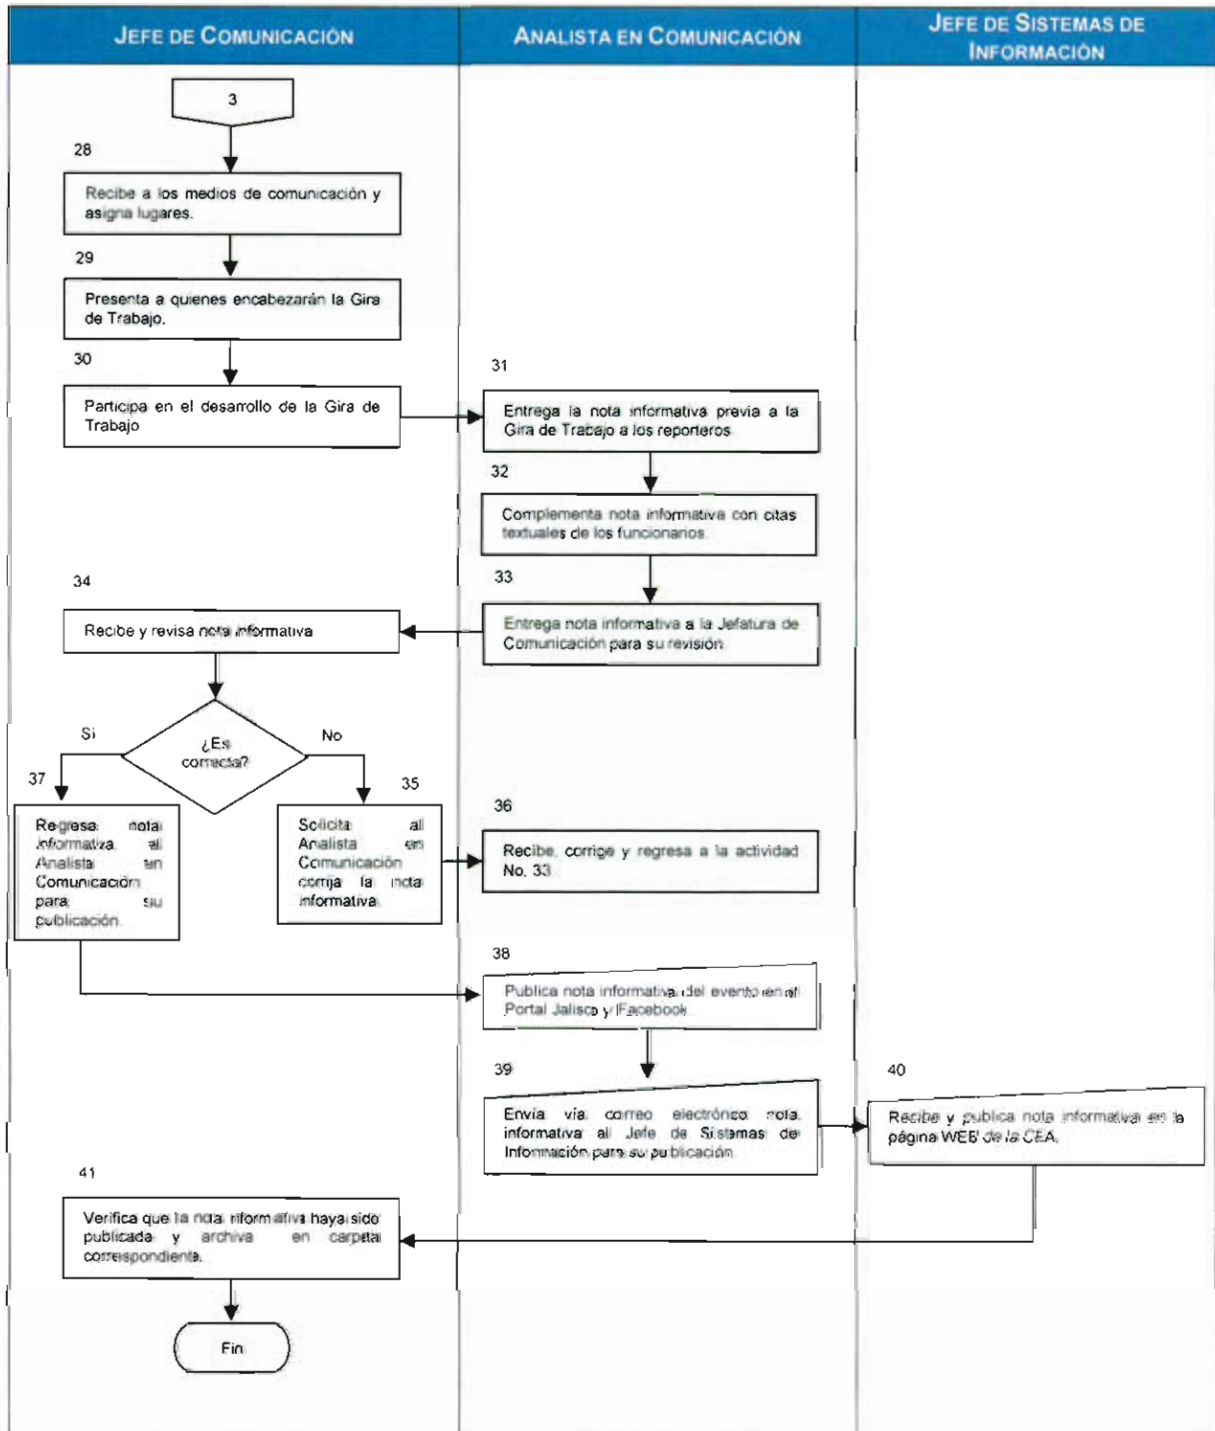 JEFE DE COMUNICACIÓN
ANALISTA EN COMUNICACIÓN
JEFE DE SISTEMAS DE
INFORMACIÓN
3
28
Recibe a los medios de comunicación y
asigna lugares.
29
Presenta a quienes encabezarán la Gira
de Trabajo.
30
Participa en el desarrollo de la Gira de
Trabajo
31
Entrega la nota informativa previa a la
Gira de Trabajo a los reporteros
32
Complementa nota informativa con citas
textuales de los funcionarios.
33
Entrega nota informativa a la Jefatura de
Comunicación para su revisión
34
Recibe y revisa nota informativa
¿Es
correcta?
Si
No
37
Regresa nota
informativa al
Analista en
Comunicación
para su
publicación.
35
Solicita al
Analista en
Comunicación
corrija la nota
informativa.
36
Recibe, corrige y regresa a la actividad
No. 33
38
Publica nota informativa del evento en el
Portal Jalisco y Facebook
39
Envía vía correo electrónco nota
informativa al Jefe de Sistemas de
Información para su publicación
40
Recibe y publica nota informativa en la
página WEB de la CEA.
41
Verifica que la nota informativa haya sido
publicada y archiva en carpeta
correspondiente.
Fin